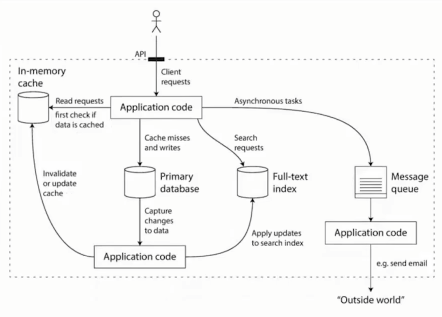 API
Client
requests
In-memory
cache
Read requests
first check if
data is cached
Application code
Asynchronous tasks
Cache misses
and writes
Search
requests
Invalidate
or update
cache
Primary
database
Full-text
index
Message
queue
Capture
changes
to data
Apply updates
to search index
Application code
Application code
e.g. send email
“Outside world”